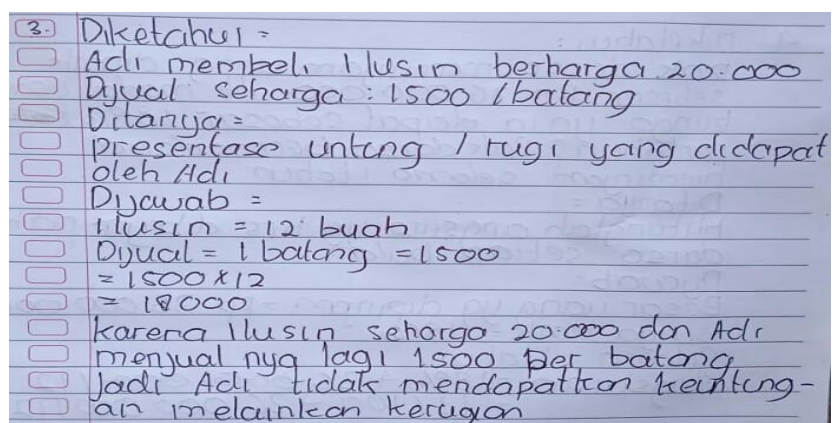 3. Diketahui =
Adi membeli 1 lusin berharga 20.000
Dijual seharga : 1500 / batang
Ditanya =
Presentase untung / rugi yang didapat
oleh Adi
Dijawab =
1 lusin = 12 buah
Dijual = 1 batang = 1500
= 1500 x 12
= 18000
karena 1 lusin seharga 20.000 dan Adi
menjual nya lagi 1500 per batang
Jadi Adi tidak mendapatkan keuntung-
an melainkan kerugan